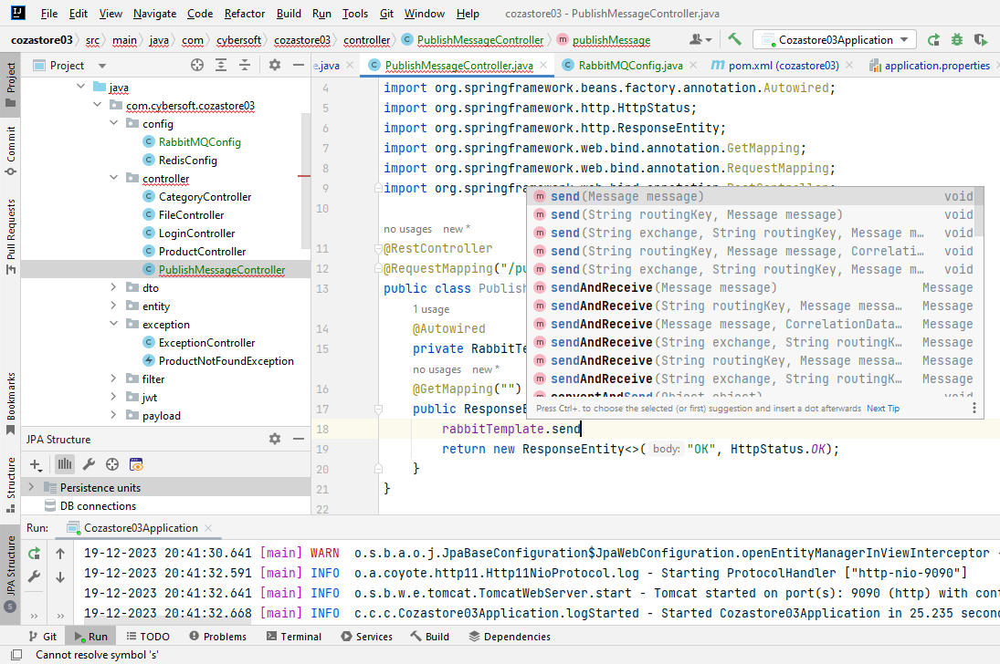 File Edit View Navigate Code Refactor Build Run Tools Git Window Help cozastore03 - PublishMessageController.java
cozastore03 src main java com cybersoft cozastore03 controller PublishMessageController publishMessage Cozastore03Application
Project
Commit
Pull Requests
Bookmarks
Structure
JPA Structure
Project
java
com.cybersoft.cozastore03
config
RabbitMQConfig
RedisConfig
controller
CategoryController
FileController
LoginController
ProductController
PublishMessageController
dto
entity
exception
ExceptionController
ProductNotFoundException
filter
jwt
payload
JPA Structure
Persistence units
DB connections
e.java PublishMessageController.java RabbitMQConfig.java pom.xml (cozastore03) application.properties
4 import org.springframework.beans.factory.annotation.Autowired;
5 import org.springframework.http.HttpStatus;
6 import org.springframework.http.ResponseEntity;
7 import org.springframework.web.bind.annotation.GetMapping;
8 import org.springframework.web.bind.annotation.RequestMapping;
9 import org.springframework.web.bind.annotation.RestController;
10
no usages new *
11 @RestController
12 @RequestMapping("/pu
13 public class Publish
1 usage
14 @Autowired
15 private RabbitTe
no usages new *
16 @GetMapping("")
17 public ResponseE
18 rabbitTemplate.send
19 return new ResponseEntity<>( body: "OK", HttpStatus.OK);
20 }
21 }
22
send(Message message) void
send(String routingKey, Message message) void
send(String exchange, String routingKey, Message m… void
send(String routingKey, Message message, Correlati… void
send(String exchange, String routingKey, Message m… void
sendAndReceive(Message message) Message
sendAndReceive(String routingKey, Message messa… Message
sendAndReceive(Message message, CorrelationData… Message
sendAndReceive(String exchange, String routingK… Message
sendAndReceive(String routingKey, Message messa… Message
sendAndReceive(String exchange, String routingK… Message
convertAndSend(Object object) void
Press Ctrl+. to choose the selected (or first) suggestion and insert a dot afterwards Next Tip
Run: Cozastore03Application
19-12-2023 20:41:30.641 [main] WARN o.s.b.a.o.j.JpaBaseConfiguration$JpaWebConfiguration.openEntityManagerInViewInterceptor -
19-12-2023 20:41:32.591 [main] INFO o.a.coyote.http11.Http11NioProtocol.log - Starting ProtocolHandler ["http-nio-9090"]
19-12-2023 20:41:32.641 [main] INFO o.s.b.w.e.tomcat.TomcatWebServer.start - Tomcat started on port(s): 9090 (http) with cont
19-12-2023 20:41:32.668 [main] INFO c.c.c.Cozastore03Application.logStarted - Started Cozastore03Application in 25.235 second
Git Run TODO Problems Terminal Services Build Dependencies
Cannot resolve symbol 's'